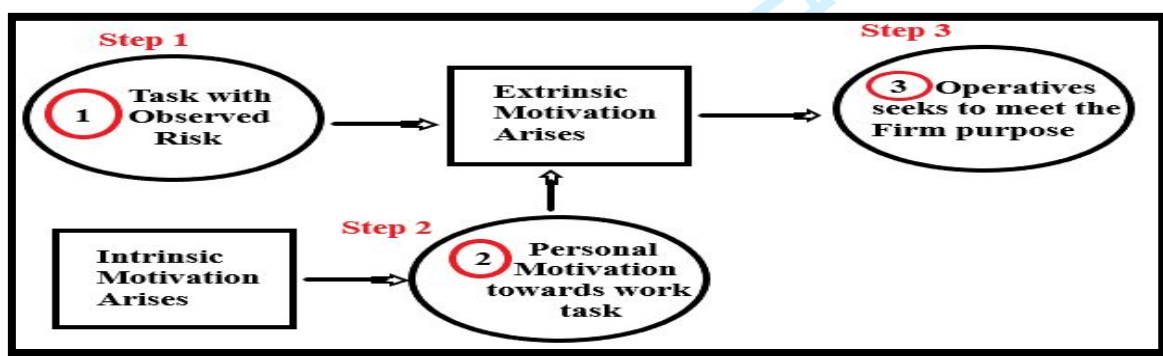 Step 1
1
Task with
Observed
Risk
Extrinsic
Motivation
Arises
Step 3
3 Operatives
seeks to meet the
Firm purpose
Intrinsic
Motivation
Arises
Step 2
2
Personal
Motivation
towards work
task